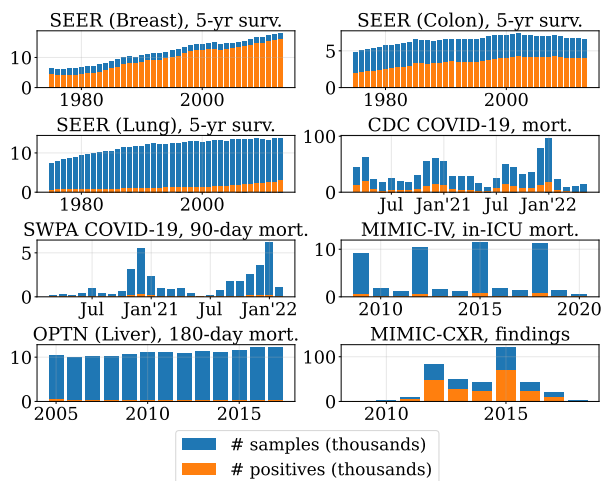 SEER (Breast), 5-yr surv.
SEER (Colon), 5-yr surv.
10
0
1980
2000
5
0
1980
2000
SEER (Lung), 5-yr surv.
CDC COVID-19, mort.
10
0
1980
2000
100
0
Jul
Jan'21
Jul
Jan'22
SWPA COVID-19, 90-day mort.
MIMIC-IV, in-ICU mort.
5
0
Jul
Jan'21
Jul
Jan'22
10
0
2010
2015
2020
OPTN (Liver), 180-day mort.
MIMIC-CXR, findings
10
0
2005
2010
2015
100
0
2010
2015
# samples (thousands)
# positives (thousands)